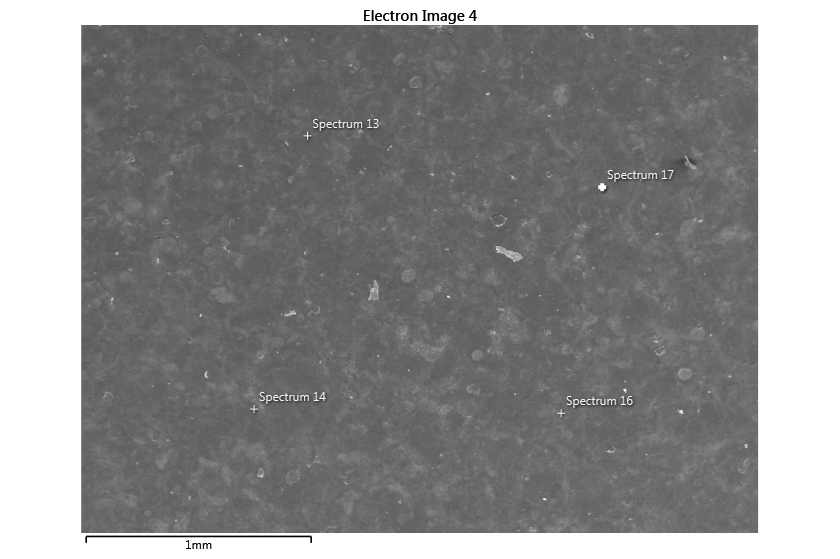 Electron Image 4
Spectrum 13
Spectrum 17
Spectrum 14
Spectrum 16
1mm